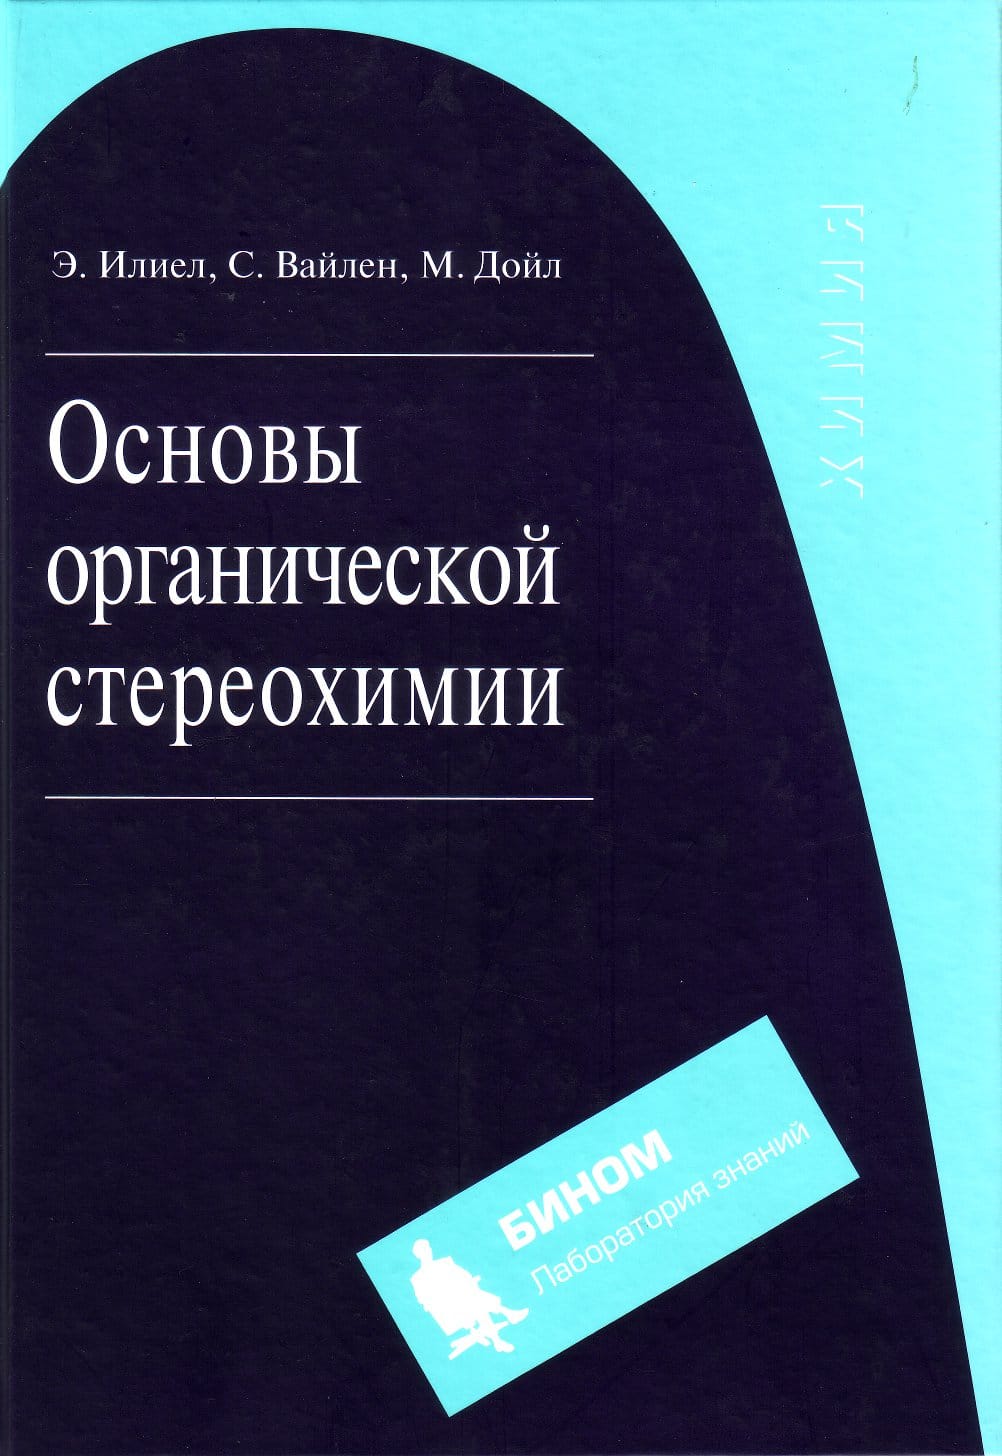 Э. Илиел, С. Вайлен, М. Дойл
Основы
органической
стереохимии
ХИМИЯ
БИНОМ
Лаборатория знаний